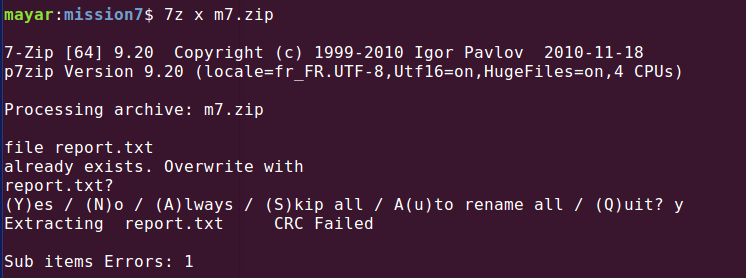 mayar:mission7$ 7z x m7.zip
7-Zip [64] 9.20  Copyright (c) 1999-2010 Igor Pavlov  2010-11-18
p7zip Version 9.20 (locale=fr_FR.UTF-8,Utf16=on,HugeFiles=on,4 CPUs)
Processing archive: m7.zip
file report.txt
already exists. Overwrite with
report.txt?
(Y)es / (N)o / (A)lways / (S)kip all / A(u)to rename all / (Q)uit? y
Extracting  report.txt     CRC Failed
Sub items Errors: 1